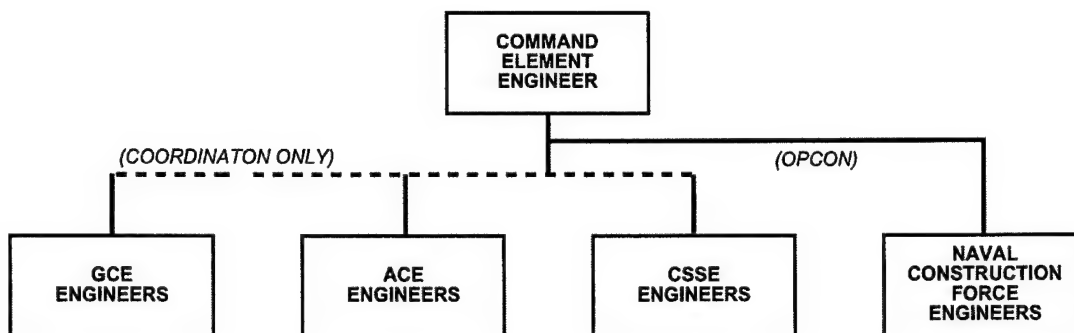 COMMAND
ELEMENT
ENGINEER
(COORDINATON ONLY)
(OPCON)
GCE
ENGINEERS
ACE
ENGINEERS
CSSE
ENGINEERS
NAVAL
CONSTRUCTION
FORCE
ENGINEERS